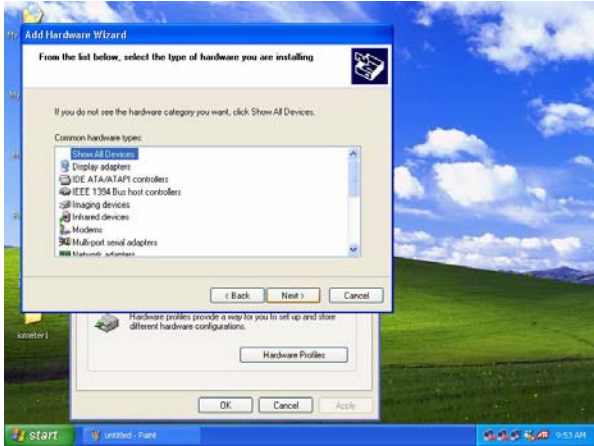 Add Hardware Wizard
From the list below, select the type of hardware you are installing
If you do not see the hardware category you want, click Show All Devices.
Common hardware types:
Show All Devices
Display adapters
IDE ATA/ATAPI controllers
IEEE 1394 Bus host controllers
Imaging devices
Infrared devices
Modems
Multi-port serial adapters
Network adapters
< Back
Next >
Cancel
Hardware profiles provide a way for you to set up and store
different hardware configurations.
Hardware Profiles
iometer1
OK
Cancel
Apply
start
untitled - Paint
9:53 AM